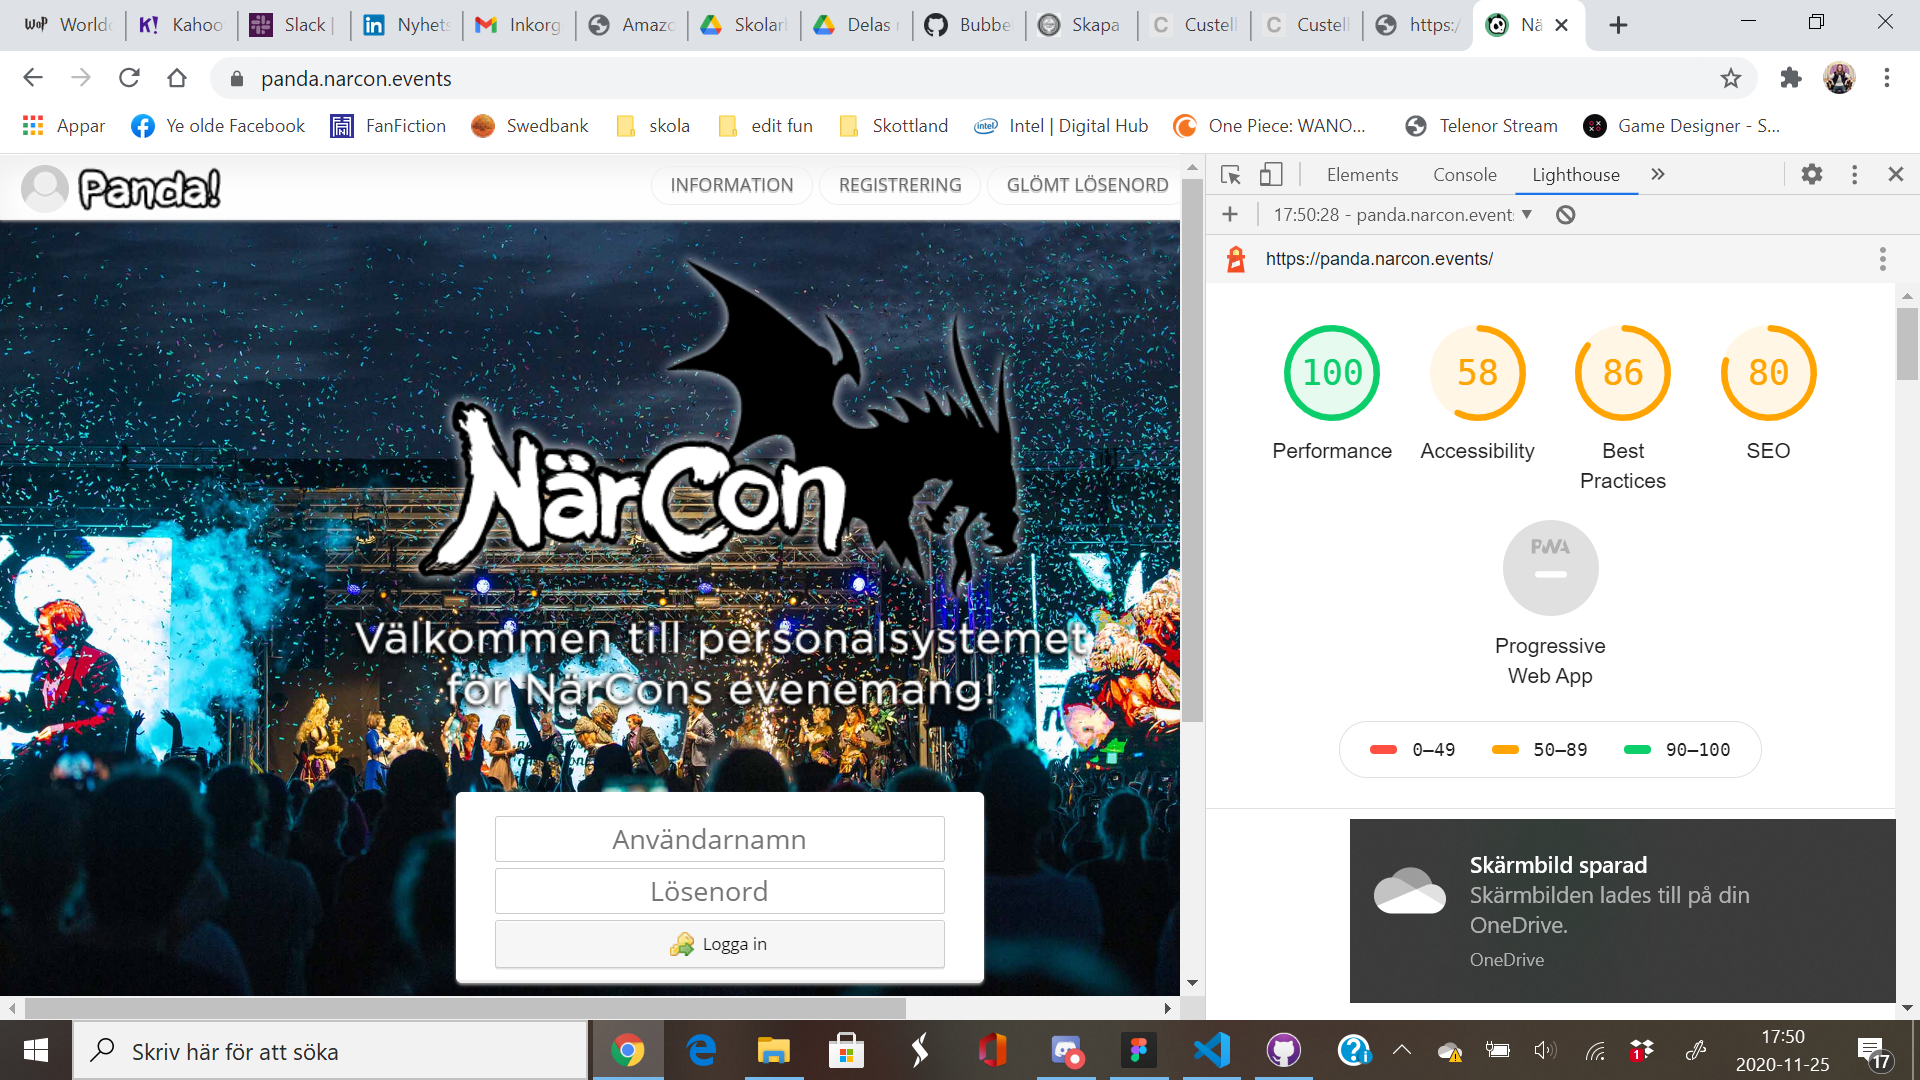 WoP World
K! Kahoo
Slack |
Nyhets
Inkorg
Amazo
Skolarb
Delas m
Bubbe
Skapa
Custell
Custell
https:/
Nä
panda.narcon.events
Appar
Ye olde Facebook
FanFiction
Swedbank
skola
edit fun
Skottland
intel
Intel | Digital Hub
One Piece: WANO...
Telenor Stream
Game Designer - S...
Panda!
INFORMATION
REGISTRERING
GLÖMT LÖSENORD
NärCon
Välkommen till personalsystemet
för NärCons evenemang!
Användarnamn
Lösenord
Logga in
Elements
Console
Lighthouse
17:50:28 - panda.narcon.events
https://panda.narcon.events/
100
58
86
80
Performance
Accessibility
Best
Practices
SEO
PWA
Progressive
Web App
0–49
50–89
90–100
Skärmbild sparad
Skärmbilden lades till på din
OneDrive.
OneDrive
Skriv här för att söka
1
17:50
2020-11-25
17